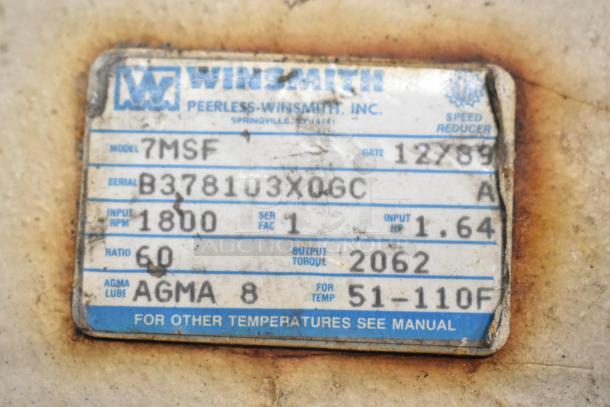 W WINSMITH
PEERLESS-WINSMITH, INC.
SPRINGVILLE, NY 14141
SPEED
REDUCER
MODEL 7MSF DATE 12/89
SERIAL B378103X0GC A
INPUT RPM 1800 SER FAC 1 INPUT HP 1.64
RATIO 60 OUTPUT TORQUE 2062
AGMA LUBE AGMA 8 FOR TEMP 51-110F
FOR OTHER TEMPERATURES SEE MANUAL